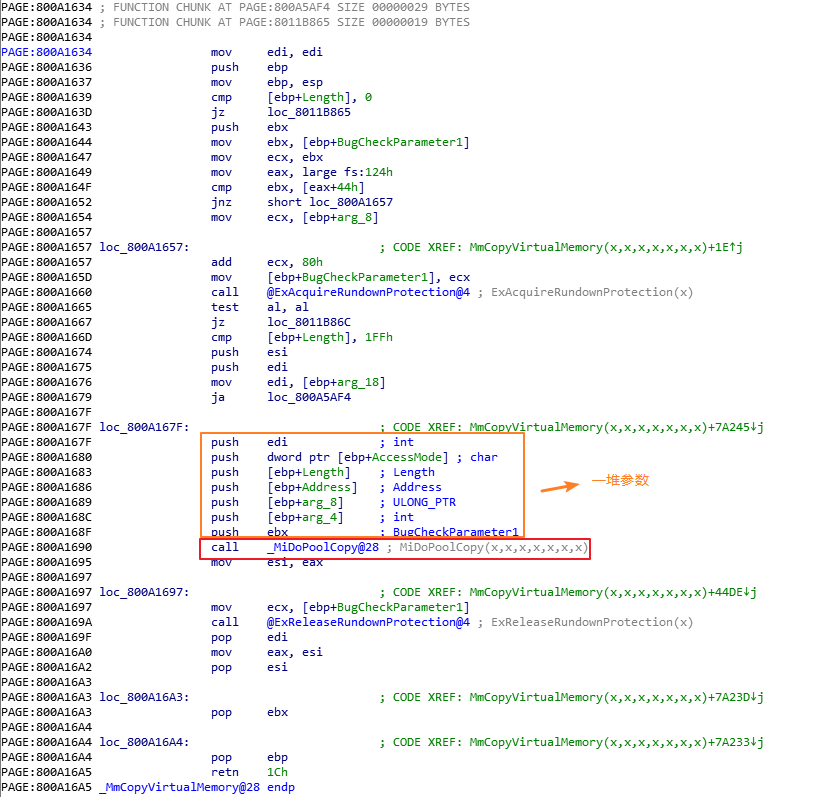 PAGE:800A1634 ; FUNCTION CHUNK AT PAGE:800A5AF4 SIZE 00000029 BYTES
PAGE:800A1634 ; FUNCTION CHUNK AT PAGE:8011B865 SIZE 00000019 BYTES
PAGE:800A1634
PAGE:800A1634 mov edi, edi
PAGE:800A1636 push ebp
PAGE:800A1637 mov ebp, esp
PAGE:800A1639 cmp [ebp+Length], 0
PAGE:800A163D jz loc_8011B865
PAGE:800A1643 push ebx
PAGE:800A1644 mov ebx, [ebp+BugCheckParameter1]
PAGE:800A1647 mov ecx, ebx
PAGE:800A1649 mov eax, large fs:124h
PAGE:800A164F cmp ebx, [eax+44h]
PAGE:800A1652 jnz short loc_800A1657
PAGE:800A1654 mov ecx, [ebp+arg_8]
PAGE:800A1657
PAGE:800A1657 loc_800A1657: ; CODE XREF: MmCopyVirtualMemory(x,x,x,x,x,x,x)+1E↑j
PAGE:800A1657 add ecx, 80h
PAGE:800A165D mov [ebp+BugCheckParameter1], ecx
PAGE:800A1660 call @ExAcquireRundownProtection@4 ; ExAcquireRundownProtection(x)
PAGE:800A1665 test al, al
PAGE:800A1667 jz loc_8011B86C
PAGE:800A166D cmp [ebp+Length], 1FFh
PAGE:800A1674 push esi
PAGE:800A1675 push edi
PAGE:800A1676 mov edi, [ebp+arg_18]
PAGE:800A1679 ja loc_800A5AF4
PAGE:800A167F
PAGE:800A167F loc_800A167F: ; CODE XREF: MmCopyVirtualMemory(x,x,x,x,x,x,x)+7A245↓j
PAGE:800A167F push edi ; int
PAGE:800A1680 push dword ptr [ebp+AccessMode] ; char
PAGE:800A1683 push [ebp+Length] ; Length
PAGE:800A1686 push [ebp+Address] ; Address
PAGE:800A1689 push [ebp+arg_8] ; ULONG_PTR
PAGE:800A168C push [ebp+arg_4] ; int
PAGE:800A168F push ebx ; BugCheckParameter1
一堆参数
PAGE:800A1690 call _MiDoPoolCopy@28 ; MiDoPoolCopy(x,x,x,x,x,x,x)
PAGE:800A1695 mov esi, eax
PAGE:800A1697
PAGE:800A1697 loc_800A1697: ; CODE XREF: MmCopyVirtualMemory(x,x,x,x,x,x,x)+44DE↓j
PAGE:800A1697 mov ecx, [ebp+BugCheckParameter1]
PAGE:800A169A call @ExReleaseRundownProtection@4 ; ExReleaseRundownProtection(x)
PAGE:800A169F pop edi
PAGE:800A16A0 mov eax, esi
PAGE:800A16A2 pop esi
PAGE:800A16A3
PAGE:800A16A3 loc_800A16A3: ; CODE XREF: MmCopyVirtualMemory(x,x,x,x,x,x,x)+7A23D↓j
PAGE:800A16A3 pop ebx
PAGE:800A16A4
PAGE:800A16A4 loc_800A16A4: ; CODE XREF: MmCopyVirtualMemory(x,x,x,x,x,x,x)+7A233↓j
PAGE:800A16A4 pop ebp
PAGE:800A16A5 retn 1Ch
PAGE:800A16A5 _MmCopyVirtualMemory@28 endp